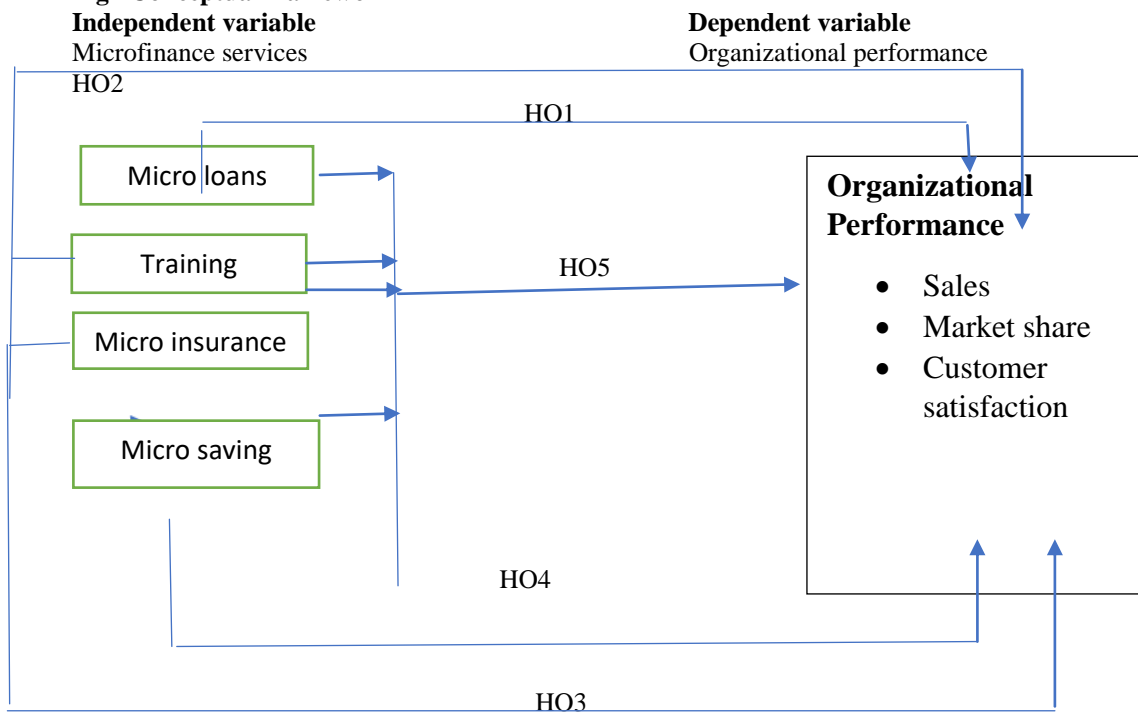 Independent variable
Dependent variable
Microfinance services
Organizational performance
HO2
HO1
Micro loans
Organizational
Performance
Training
HO5
• Sales
Micro insurance
• Market share
• Customer
satisfaction
Micro saving
HO4
HO3